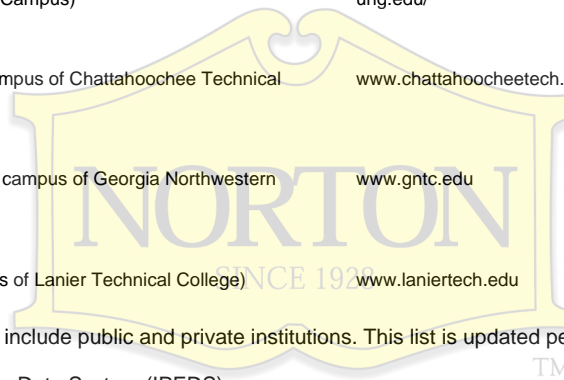 Campus) ung.edu/
mpus of Chattahoochee Technical www.chattahoocheetech.
campus of Georgia Northwestern www.gntc.edu
NORTON
s of Lanier Technical College) www.laniertech.edu
SINCE 1928
include public and private institutions. This list is updated pe
TM
Data System (IPEDS)